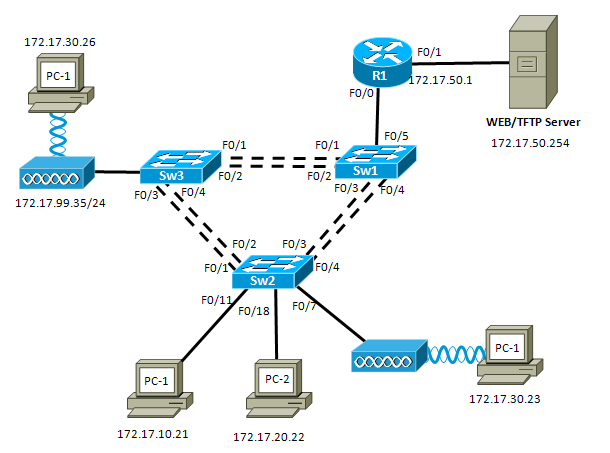 172.17.30.26
PC-1
172.17.99.35/24
R1
F0/1
172.17.50.1
F0/0
WEB/TFTP Server
172.17.50.254
F0/1
F0/2
Sw3
F0/3
F0/4
F0/1
F0/2
F0/5
Sw1
F0/3
F0/4
F0/2
F0/1
F0/3
F0/4
Sw2
F0/11
F0/18
F0/7
PC-1
172.17.10.21
PC-2
172.17.20.22
PC-1
172.17.30.23